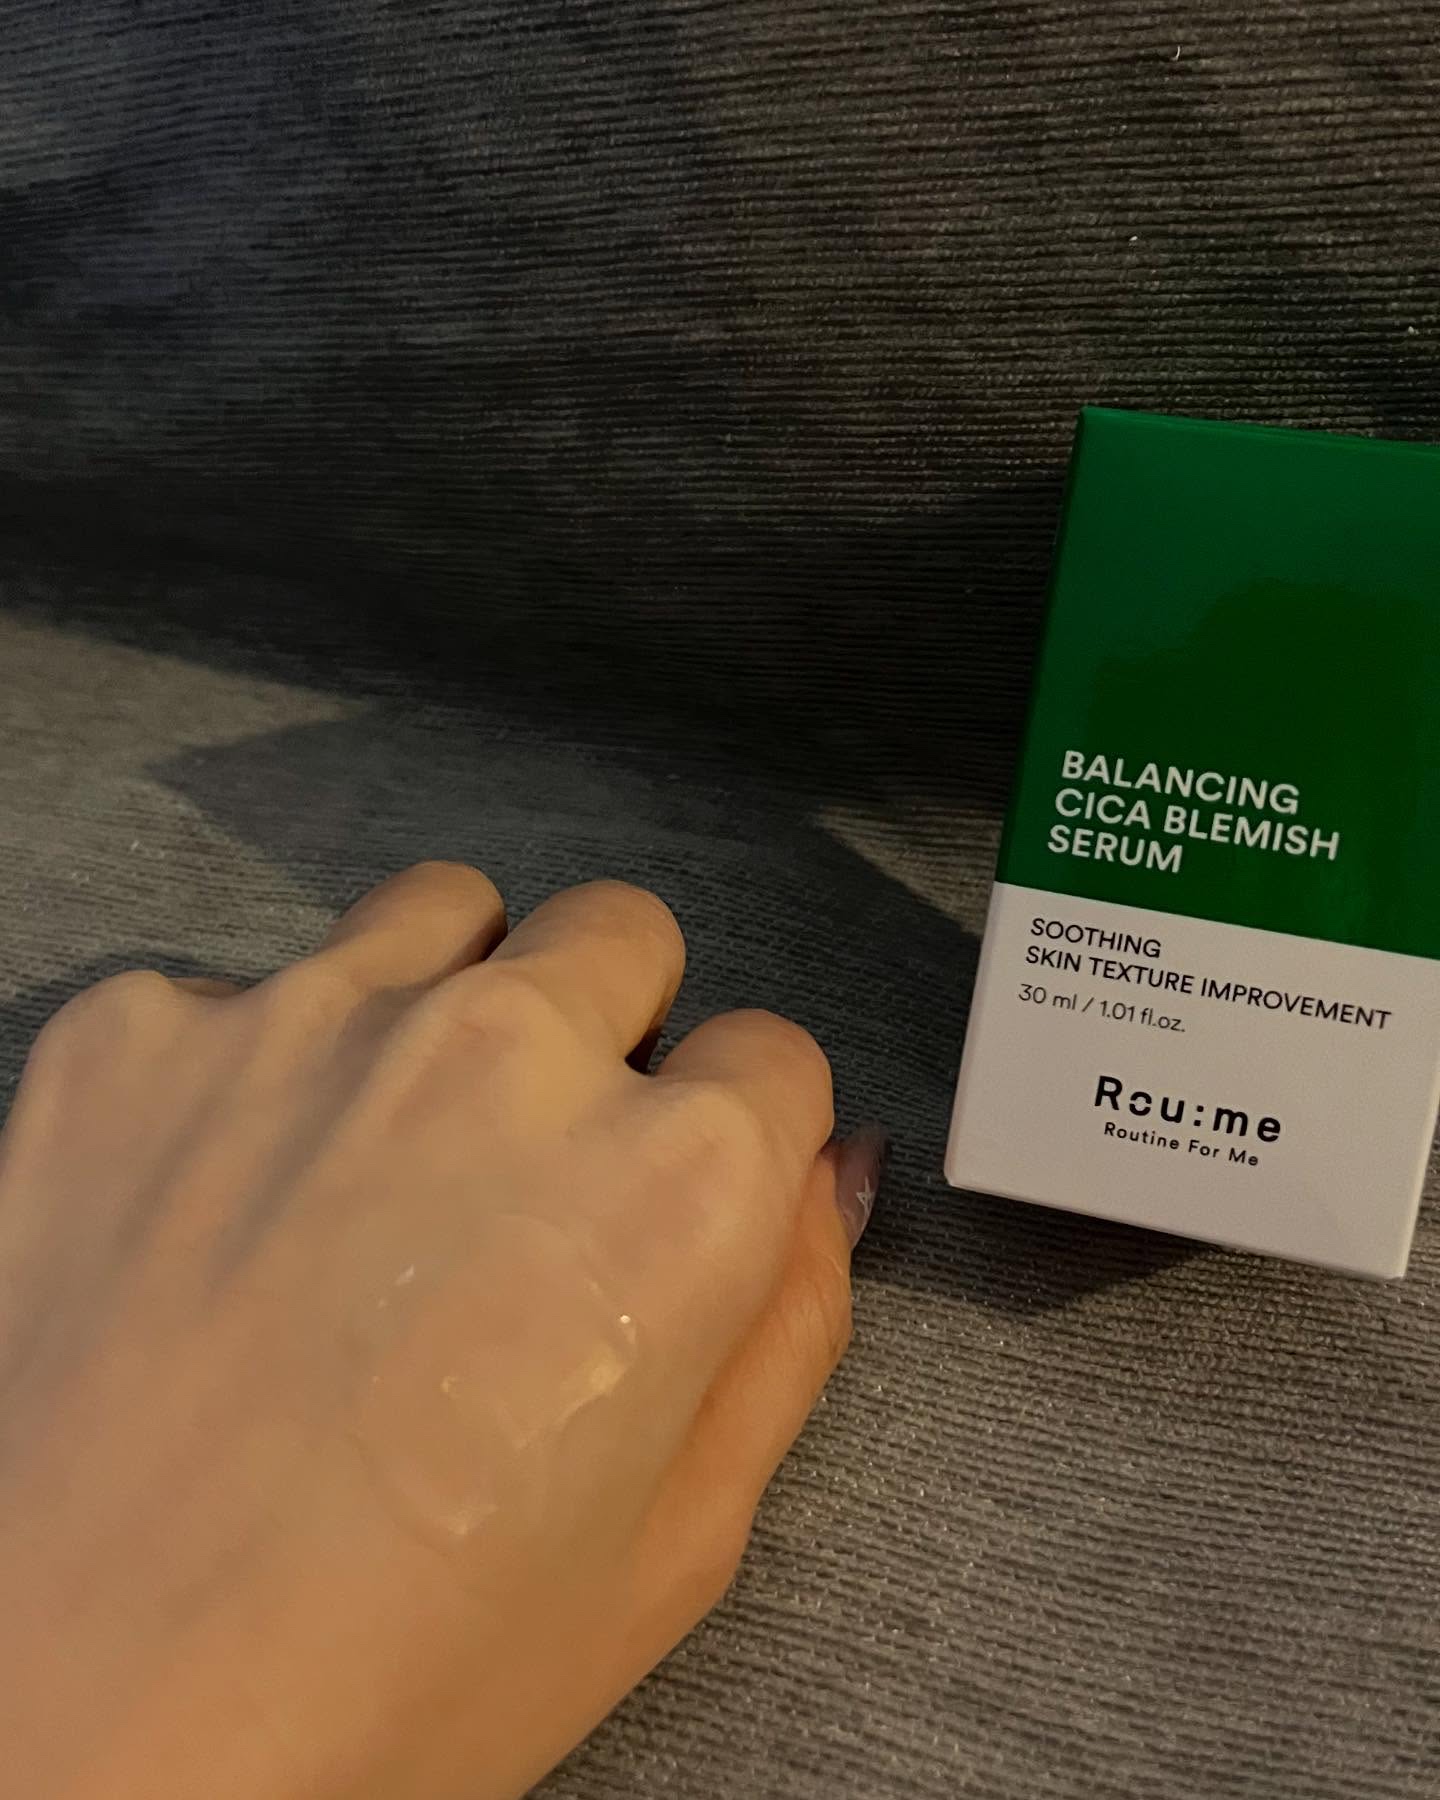 BALANCING
CICA BLEMISH
SERUM
SOOTHING
SKIN TEXTURE IMPROVEMENT
30 ml / 1.01 fl.oz.
Rou:me
Routine For Me